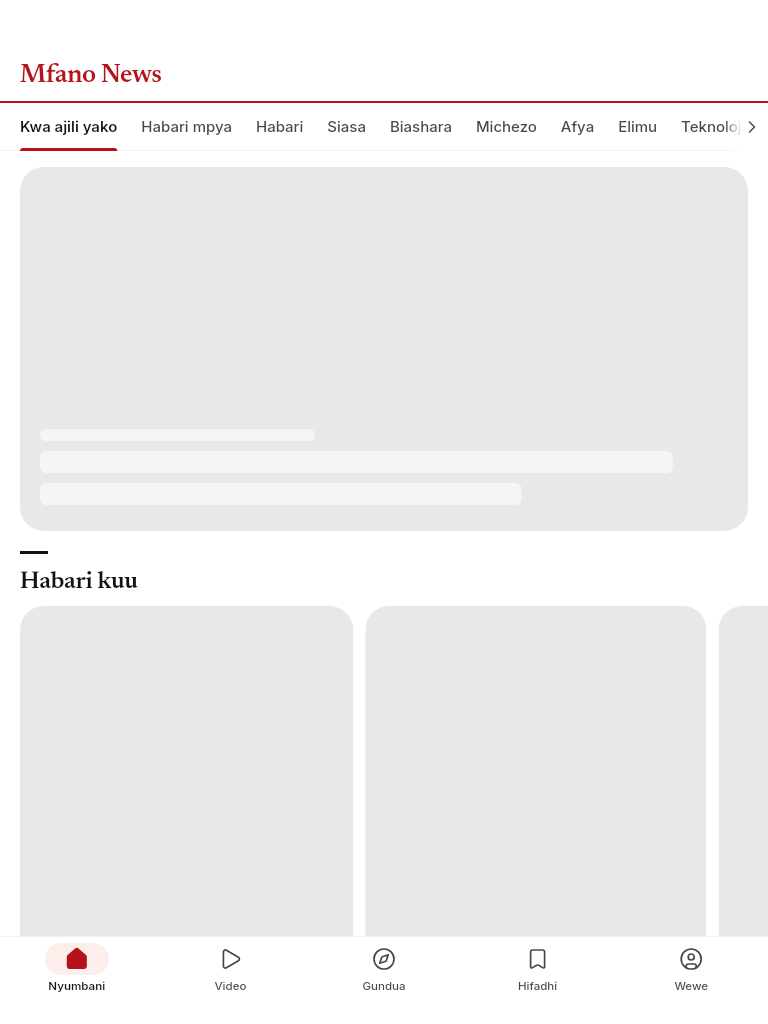 Mfano News
Kwa ajili yako Habari mpya Habari Siasa Biashara Michezo Afya Elimu
Habari kuu
Nyumbani Video Gundua Hifadhi Wewe